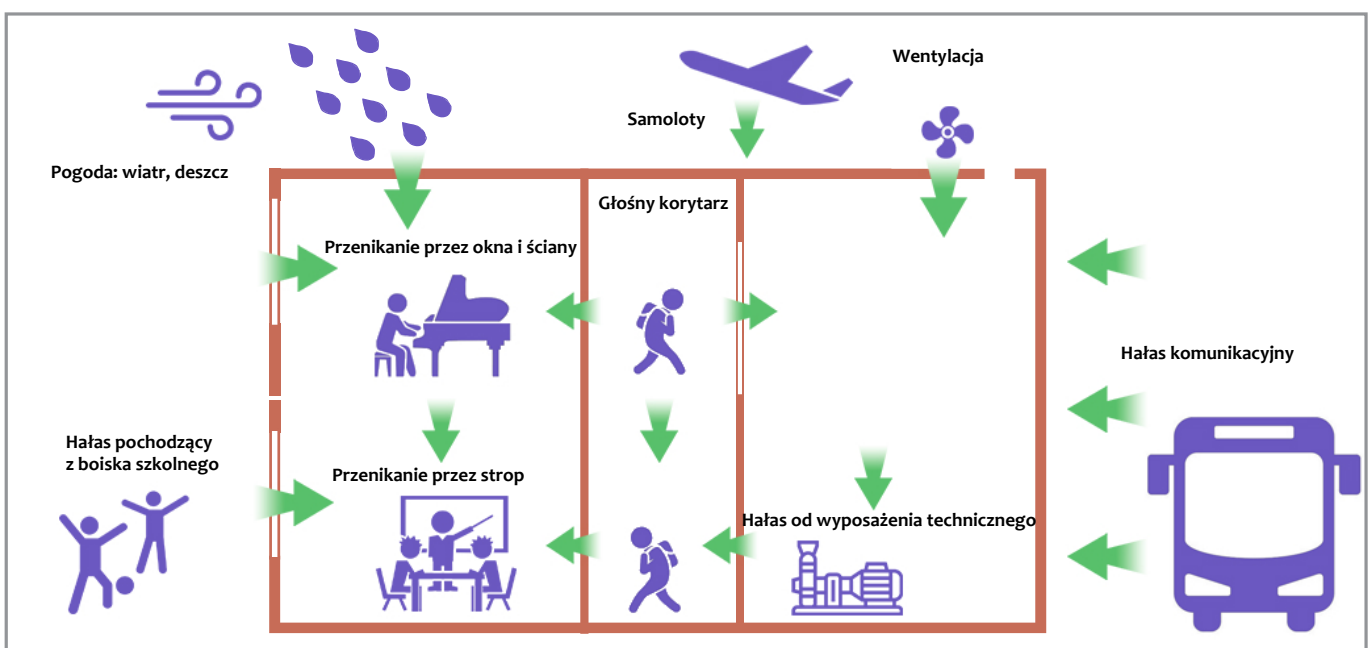 Wentylacja
Samoloty
Pogoda: wiatr, deszcz
Głośny korytarz
Przenikanie przez okna i ściany
Hałas komunikacyjny
Hałas pochodzący
z boiska szkolnego
Przenikanie przez strop
Hałas od wyposażenia technicznego